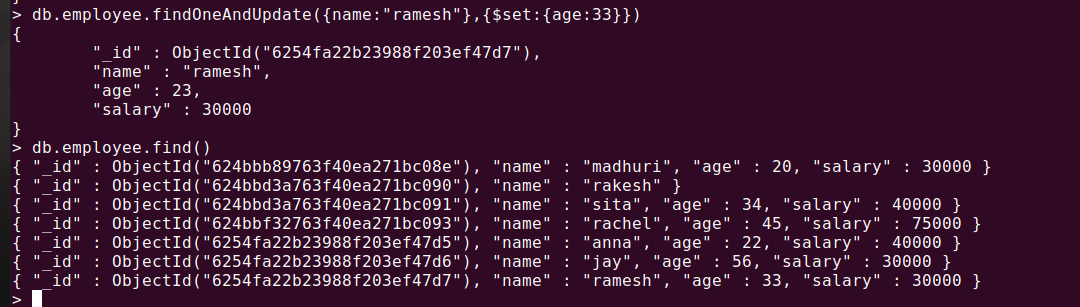 > db.employee.findOneAndUpdate({name:"ramesh"},{$set:{age:33}})
{
        "_id" : ObjectId("6254fa22b23988f203ef47d7"),
        "name" : "ramesh",
        "age" : 23,
        "salary" : 30000
}
> db.employee.find()
{ "_id" : ObjectId("624bbb89763f40ea271bc08e"), "name" : "madhuri", "age" : 20, "salary" : 30000 }
{ "_id" : ObjectId("624bbd3a763f40ea271bc090"), "name" : "rakesh" }
{ "_id" : ObjectId("624bbd3a763f40ea271bc091"), "name" : "sita", "age" : 34, "salary" : 40000 }
{ "_id" : ObjectId("624bbf32763f40ea271bc093"), "name" : "rachel", "age" : 45, "salary" : 75000 }
{ "_id" : ObjectId("6254fa22b23988f203ef47d5"), "name" : "anna", "age" : 22, "salary" : 40000 }
{ "_id" : ObjectId("6254fa22b23988f203ef47d6"), "name" : "jay", "age" : 56, "salary" : 30000 }
{ "_id" : ObjectId("6254fa22b23988f203ef47d7"), "name" : "ramesh", "age" : 33, "salary" : 30000 }
>